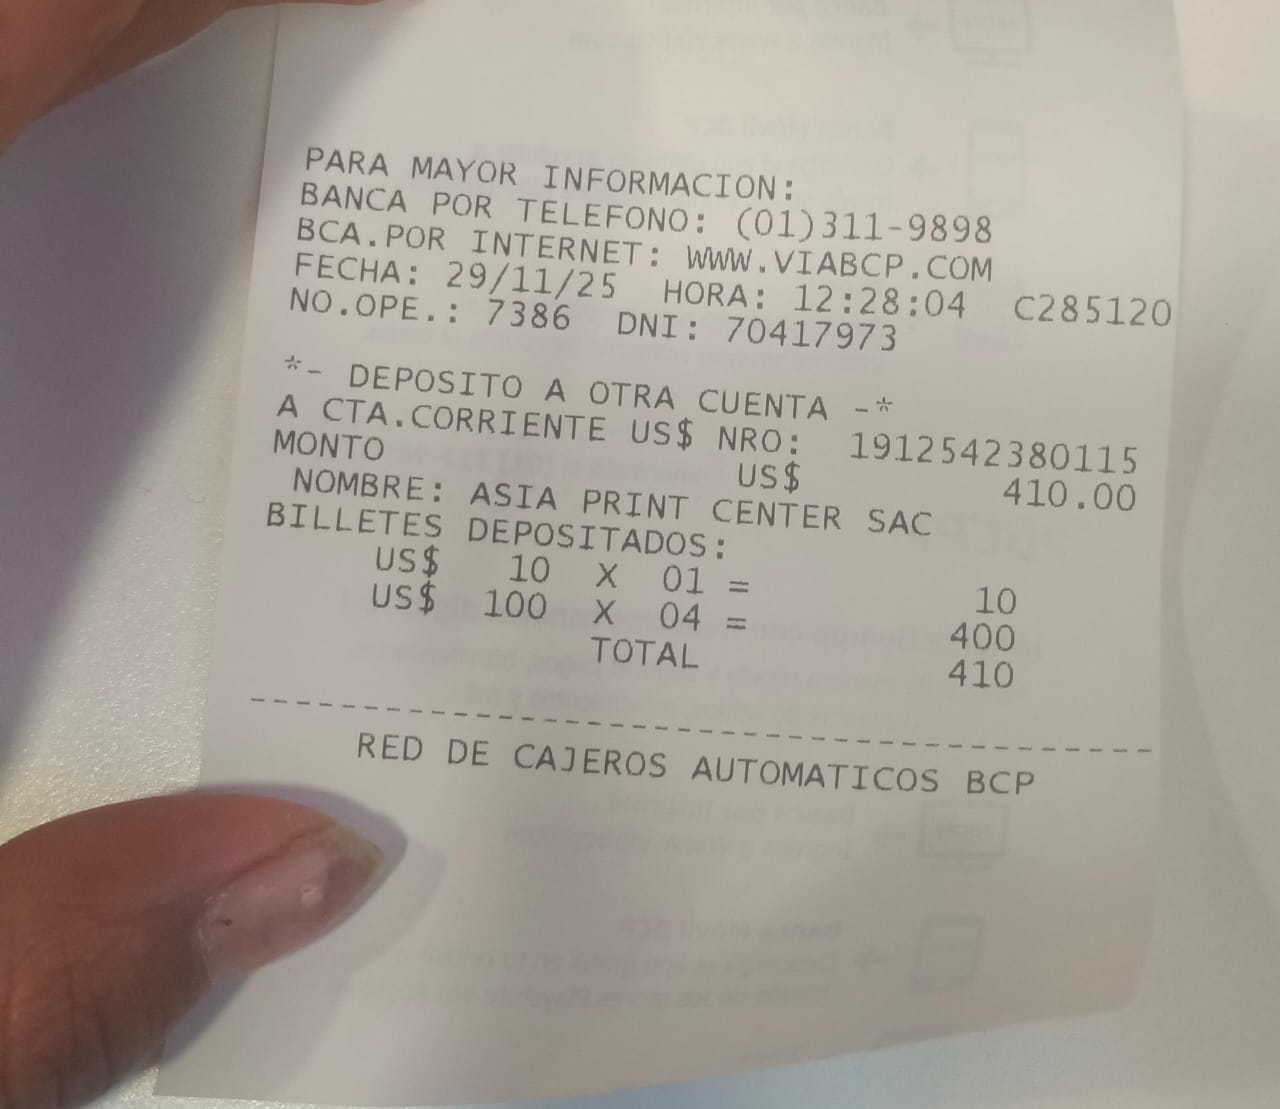 PARA MAYOR INFORMACION:
BANCA POR TELEFONO: (01)311-9898
BCA.POR INTERNET: WWW.VIABCP.COM
FECHA: 29/11/25 HORA: 12:28:04 C285120
NO.OPE.: 7386 DNI: 70417973
*- DEPOSITO A OTRA CUENTA -*
A CTA.CORRIENTE US$ NRO: 1912542380115
MONTO US$ 410.00
NOMBRE: ASIA PRINT CENTER SAC
BILLETES DEPOSITADOS:
US$ 10 X 01 = 10
US$ 100 X 04 = 400
TOTAL 410
----------------------------------------
RED DE CAJEROS AUTOMATICOS BCP